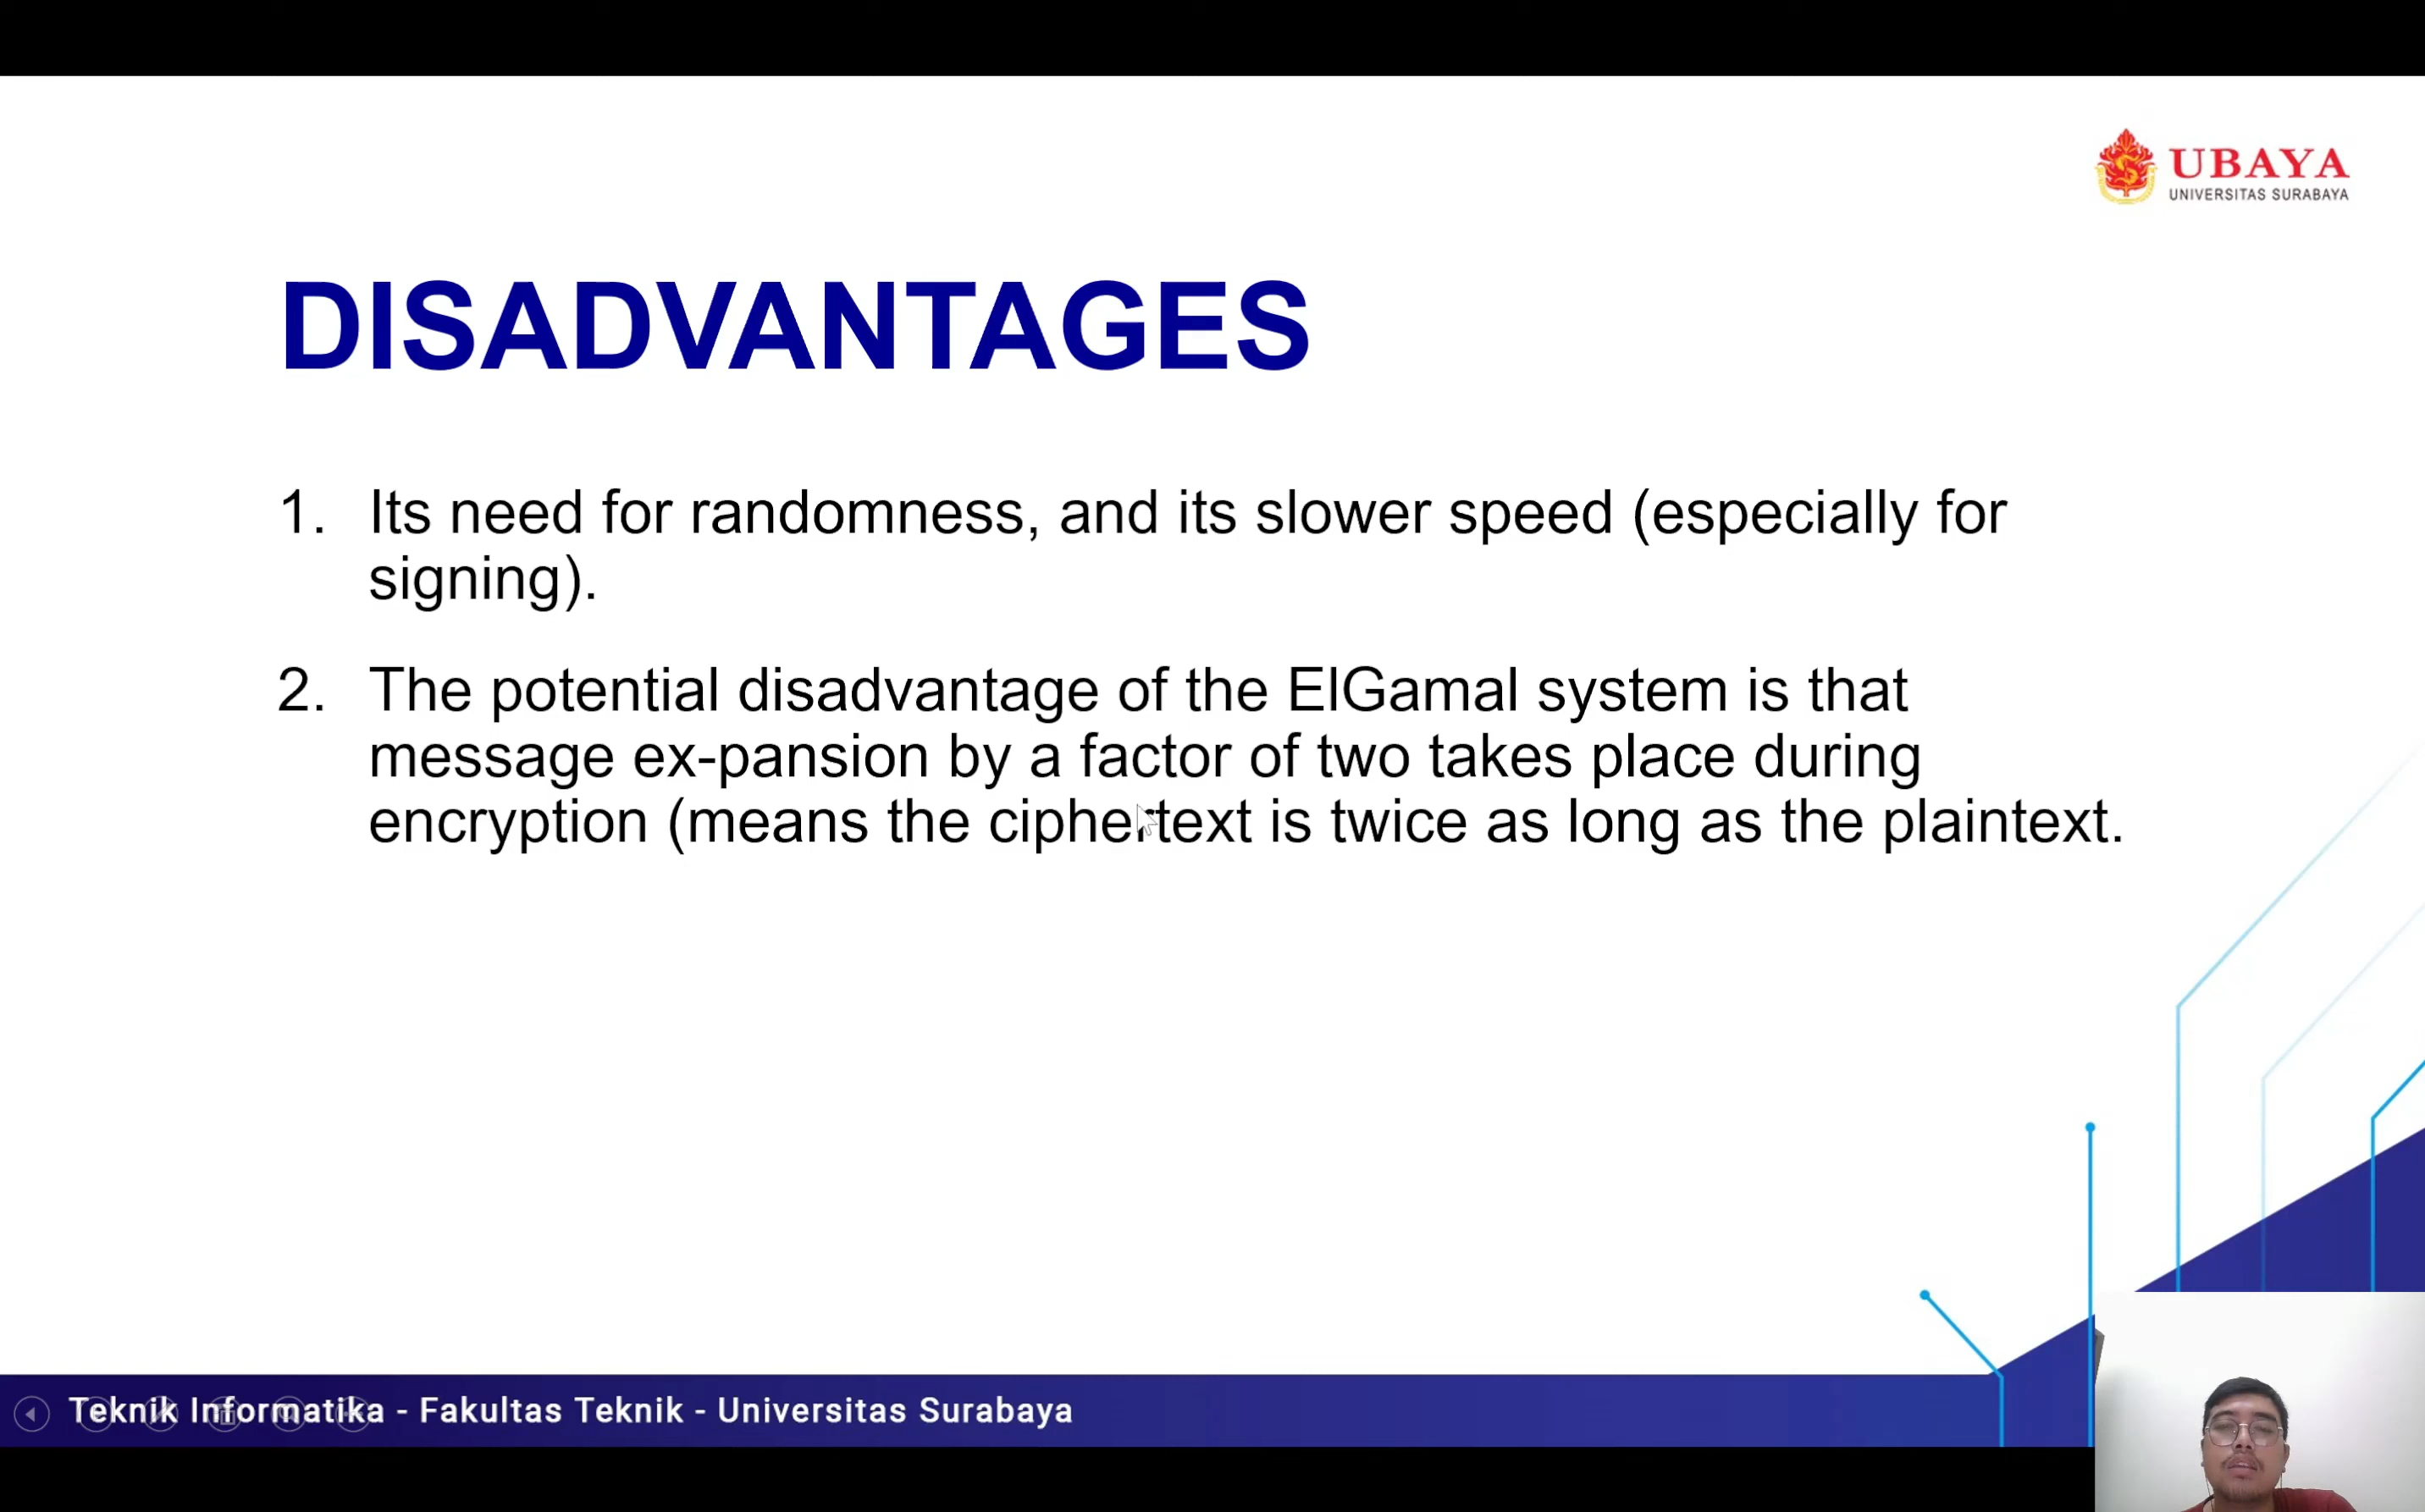 UBAYA
UNIVERSITAS SURABAYA
DISADVANTAGES
1. Its need for randomness, and its slower speed (especially for
signing).
2. The potential disadvantage of the ElGamal system is that
message ex-pansion by a factor of two takes place during
encryption (means the ciphertext is twice as long as the plaintext.
Teknik Informatika - Fakultas Teknik - Universitas Surabaya